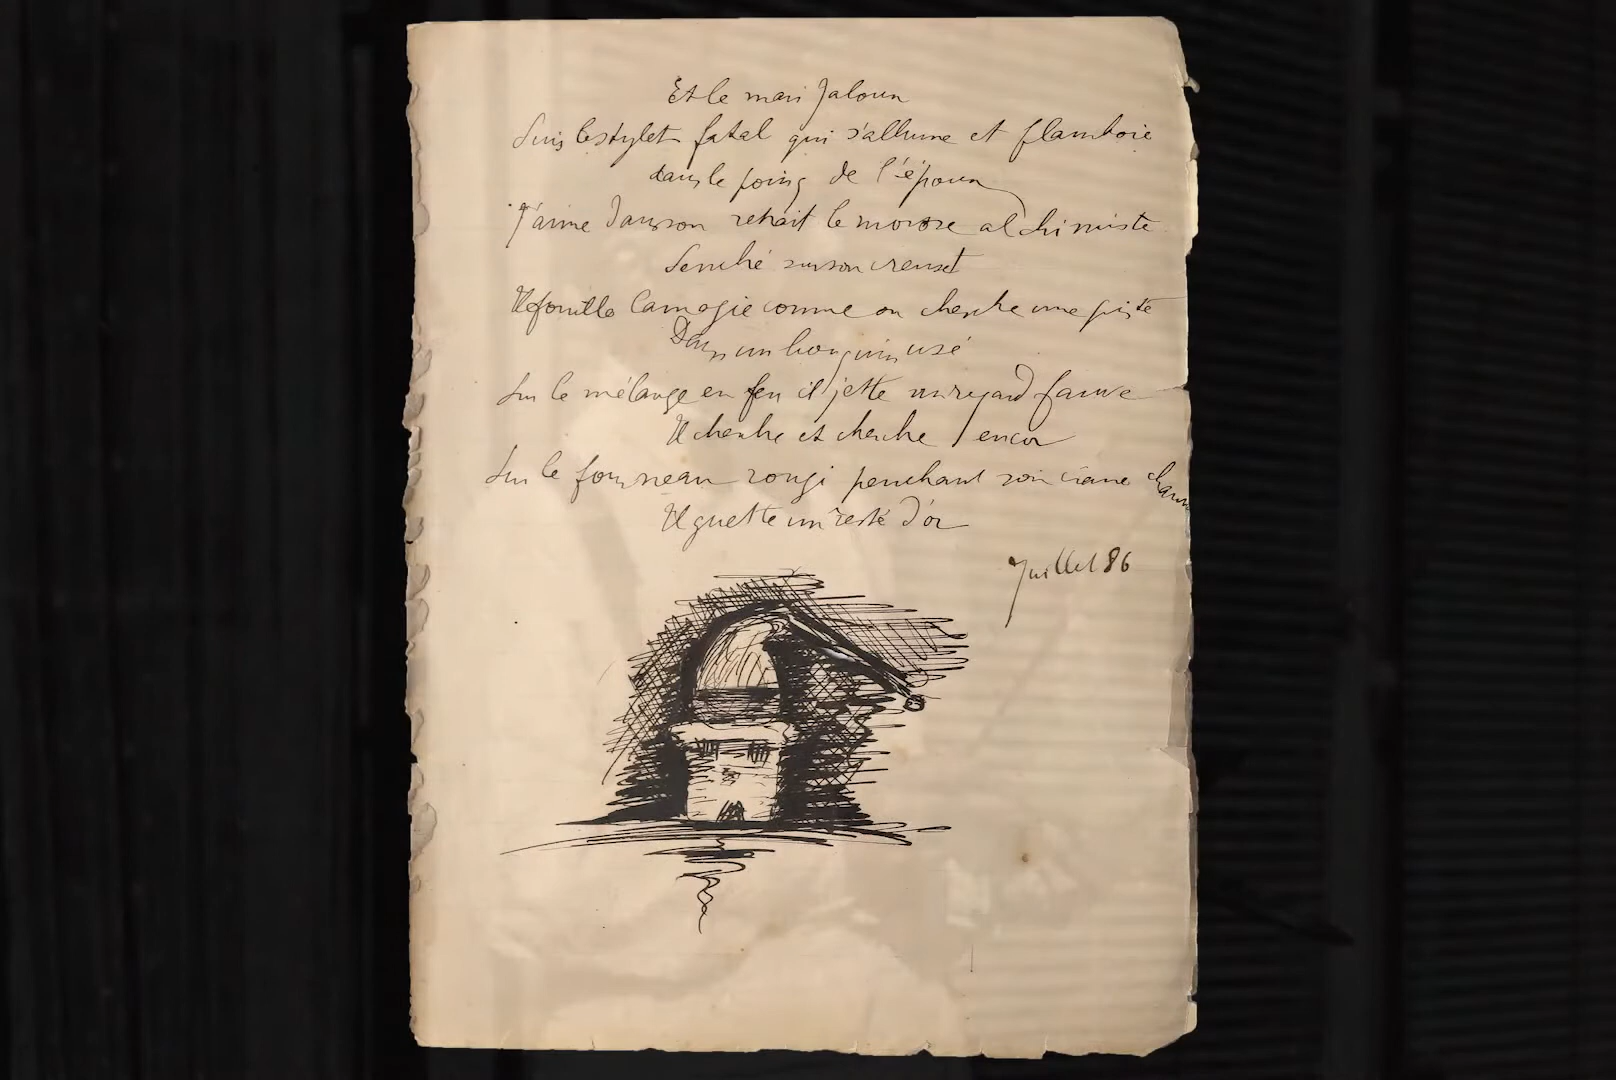 Et le mari Jaloux
Suis le stylet fatal qui s'allume et flamboie
dans le poing de l'époux
J'aime dans son retrait le morose alchimiste
Penché sur son creuset
Il fouille la magie comme on cherche une piste
Dans un bouquin usé
Sur le mélange en feu il jette un regard fauve
Il cherche et cherche encor
Sur le fourneau rougi penchant son crâne chauve
Il guette un reste d'or
Juillet 86